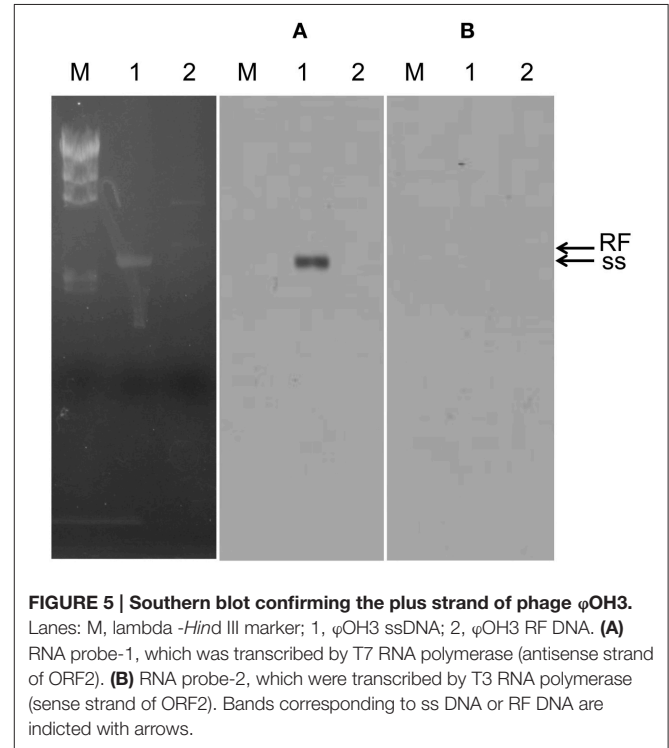 A B
M 1 2 M 1 2 M 1 2
RF
ss
FIGURE 5 | Southern blot confirming the plus strand of phage φOH3.
Lanes: M, lambda -Hind III marker; 1, φOH3 ssDNA; 2, φOH3 RF DNA. (A)
RNA probe-1, which was transcribed by T7 RNA polymerase (antisense strand
of ORF2). (B) RNA probe-2, which were transcribed by T3 RNA polymerase
(sense strand of ORF2). Bands corresponding to ss DNA or RF DNA are
indicted with arrows.